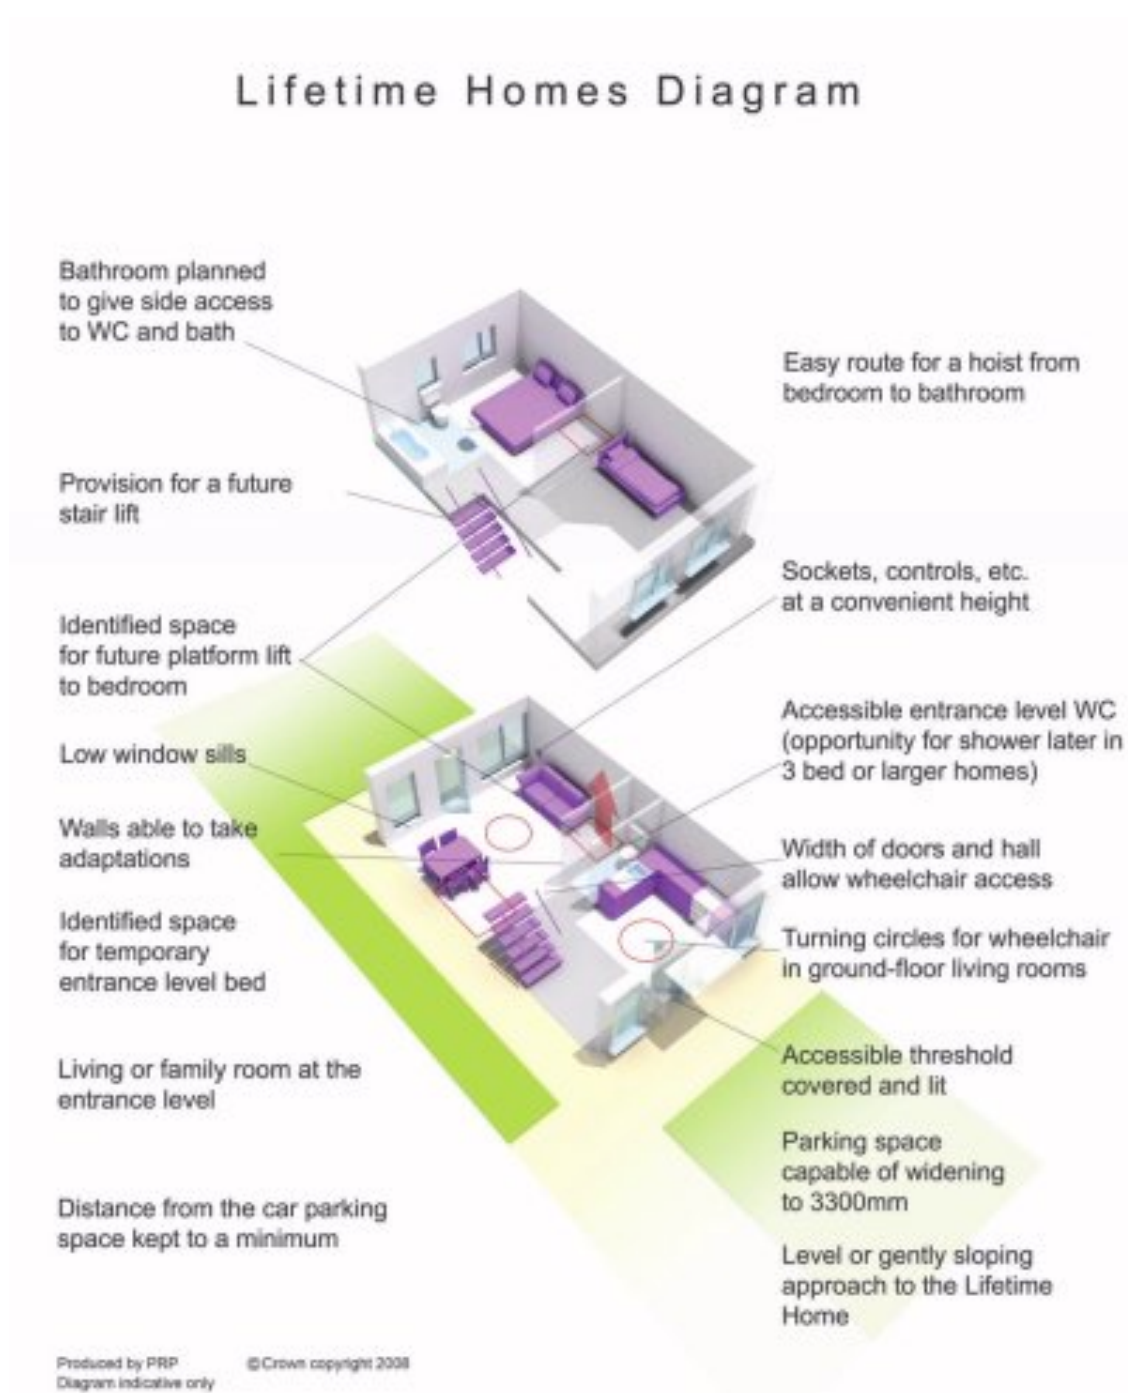 Lifetime Homes Diagram
Bathroom planned
to give side access
to WC and bath
Easy route for a hoist from
bedroom to bathroom
Provision for a future
stair lift
Sockets, controls, etc.
at a convenient height
Identified space
for future platform lift
to bedroom
Accessible entrance level WC
(opportunity for shower later in
3 bed or larger homes)
Low window sills
Walls able to take
adaptations
Width of doors and hall
allow wheelchair access
Identified space
for temporary
entrance level bed
Turning circles for wheelchair
in ground-floor living rooms
Living or family room at the
entrance level
Accessible threshold
covered and lit
Parking space
capable of widening
to 3300mm
Distance from the car parking
space kept to a minimum
Level or gently sloping
approach to the Lifetime
Home
Produced by PRP ©Crown copyright 2008
Diagram indicative only